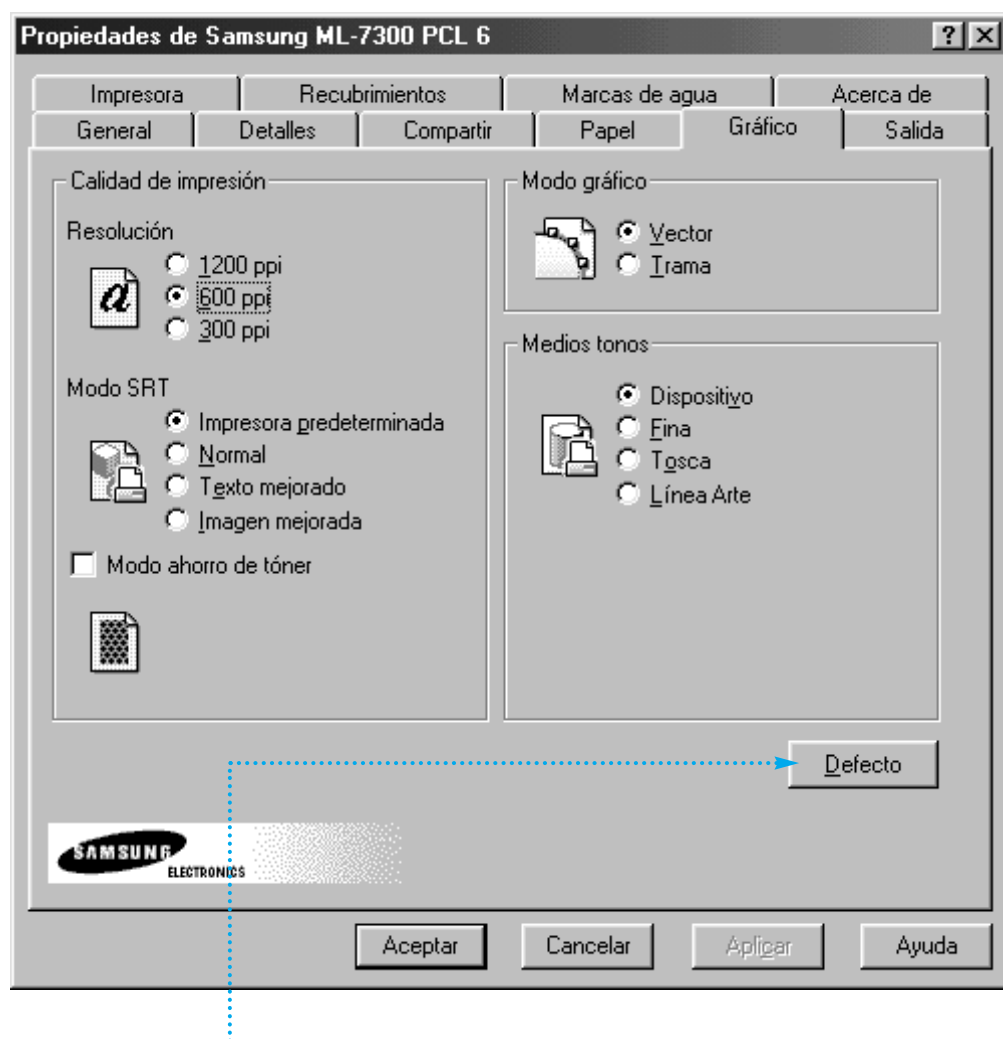 Propiedades de Samsung ML-7300 PCL 6
Impresora Recubrimientos Marcas de agua Acerca de
General Detalles Compartir Papel Gráfico Salida
Calidad de impresión
Resolución
1200 ppi
600 ppi
300 ppi
Modo SRT
Impresora predeterminada
Normal
Texto mejorado
Imagen mejorada
Modo ahorro de tóner
Modo gráfico
Vector
Trama
Medios tonos
Dispositivo
Fina
Tosca
Línea Arte
Defecto
SAMSUNG
ELECTRONICS
Aceptar Cancelar Aplicar Ayuda